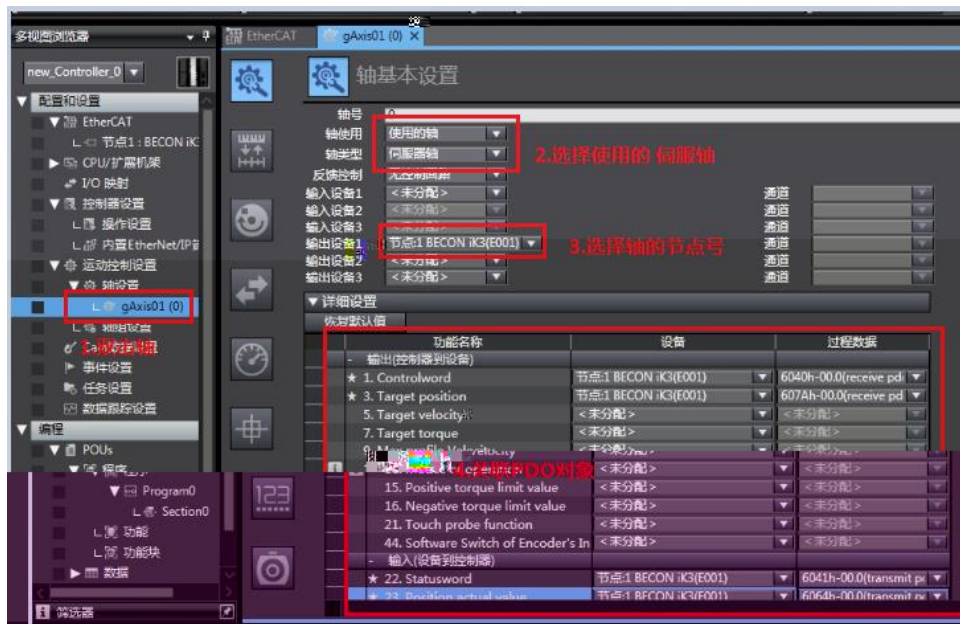 多视图浏览器
EtherCAT
gAxis01 (0)
new_Controller_0
轴基本设置
配置和设置
EtherCAT
节点1 : BECON iK
CPU/扩展机架
I/O 映射
控制器设置
操作设置
内置EtherNet/IP
运动控制设置
轴设置
gAxis01 (0)
轴组设置
事件设置
任务设置
数据跟踪设置
编程
POUs
程序
Program0
Section0
功能
功能块
数据
筛选器
轴号 0
轴使用 使用的轴
轴类型 伺服器轴
2.选择使用的 伺服轴
反馈控制 无控制回路
输入设备1 <未分配> 通道
输入设备2 <未分配> 通道
输入设备3 <未分配> 通道
输出设备1 节点:1 BECON iK3(E001) 通道
3.选择轴的节点号
输出设备2 <未分配> 通道
输出设备3 <未分配> 通道
详细设置
恢复默认值
功能名称 设备 过程数据
- 输出(控制器到设备)
★ 1. Controlword 节点:1 BECON iK3(E001) 6040h-00.0(receive pd
★ 3. Target position 节点:1 BECON iK3(E001) 607Ah-00.0(receive pd
5. Target velocity <未分配> <未分配>
7. Target torque <未分配> <未分配>
<未分配> <未分配>
4.关联PDO对象
15. Positive torque limit value <未分配> <未分配>
16. Negative torque limit value <未分配> <未分配>
21. Touch probe function <未分配> <未分配>
44. Software Switch of Encoder's In <未分配> <未分配>
- 输入(设备到控制器)
★ 22. Statusword 节点:1 BECON iK3(E001) 6041h-00.0(transmit p
★ 23. Position actual value 节点:1 BECON iK3(E001) 6064h-00.0(transmit p